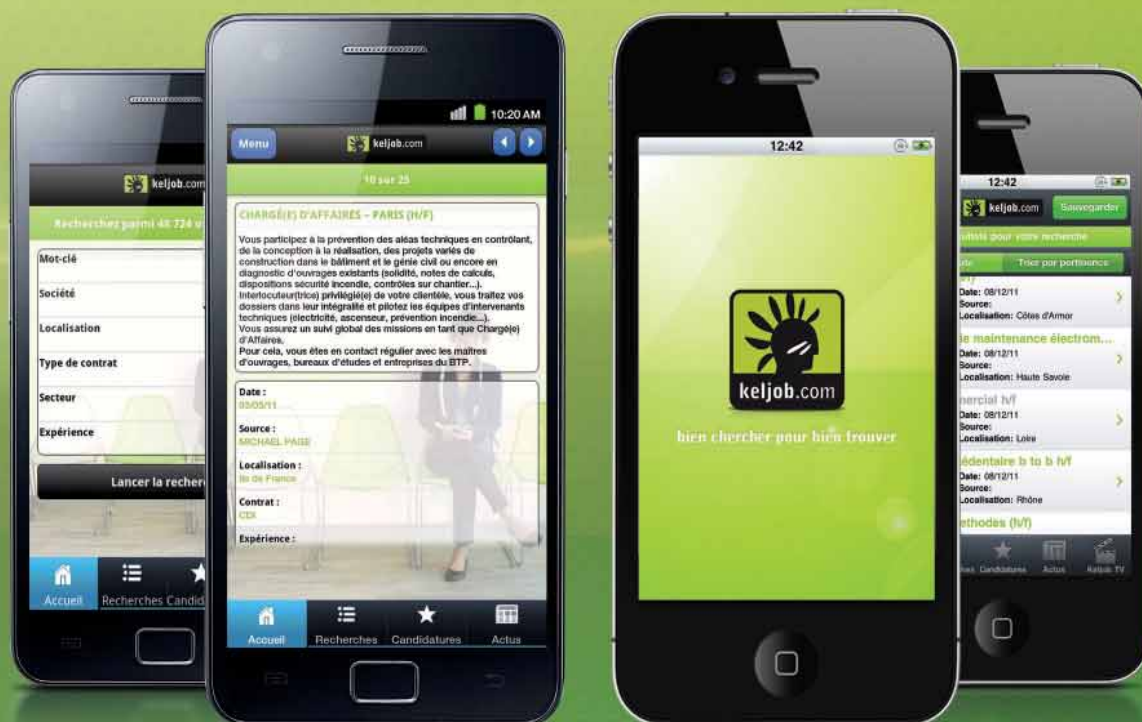 keljob.com
Recherchez parmi 48 724
Mot-clé
Société
Localisation
Type de contrat
Secteur
Expérience
Lancer la recher
Accueil
Recherches
Candid
10:20 AM
Menu
keljob.com
10 sur 25
CHARGÉ(E) D'AFFAIRES – PARIS (H/F)
Vous participez à la prévention des aléas techniques en contrôlant,
de la conception à la réalisation, des projets variés de
construction dans le bâtiment et le génie civil ou encore en
diagnostic d'ouvrages existants (solidité, notes de calculs,
dispositions sécurité incendie, contrôles sur chantier...).
Interlocuteur(trice) privilégié(e) de votre clientèle, vous traitez vos
dossiers dans leur intégralité et pilotez les équipes d'intervenants
techniques (électricité, ascenseur, prévention incendie...).
Vous assurez un suivi global des missions en tant que Chargé(e)
d'Affaires.
Pour cela, vous êtes en contact régulier avec les maîtres
d'ouvrages, bureaux d'études et entreprises du BTP.
Date :
03/05/11
Source :
MICHAEL PAGE
Localisation :
Ile de France
Contrat :
CDI
Expérience :
Accueil
Recherches
Candidatures
Actus
12:42
keljob.com
bien chercher pour bien trouver
12:42
keljob.com
Sauvegarder
ultats pour votre recherche
Trier par pertinence
Date: 08/12/11
Source:
Localisation: Côtes d'Armor
e maintenance électrom...
Date: 08/12/11
Source:
Localisation: Haute Savoie
mercial h/f
Date: 08/12/11
Source:
Localisation: Loire
édentaire b to b h/f
Date: 08/12/11
Source:
Localisation: Rhône
ethodes (h/f)
Candidatures
Actus
Keljob TV